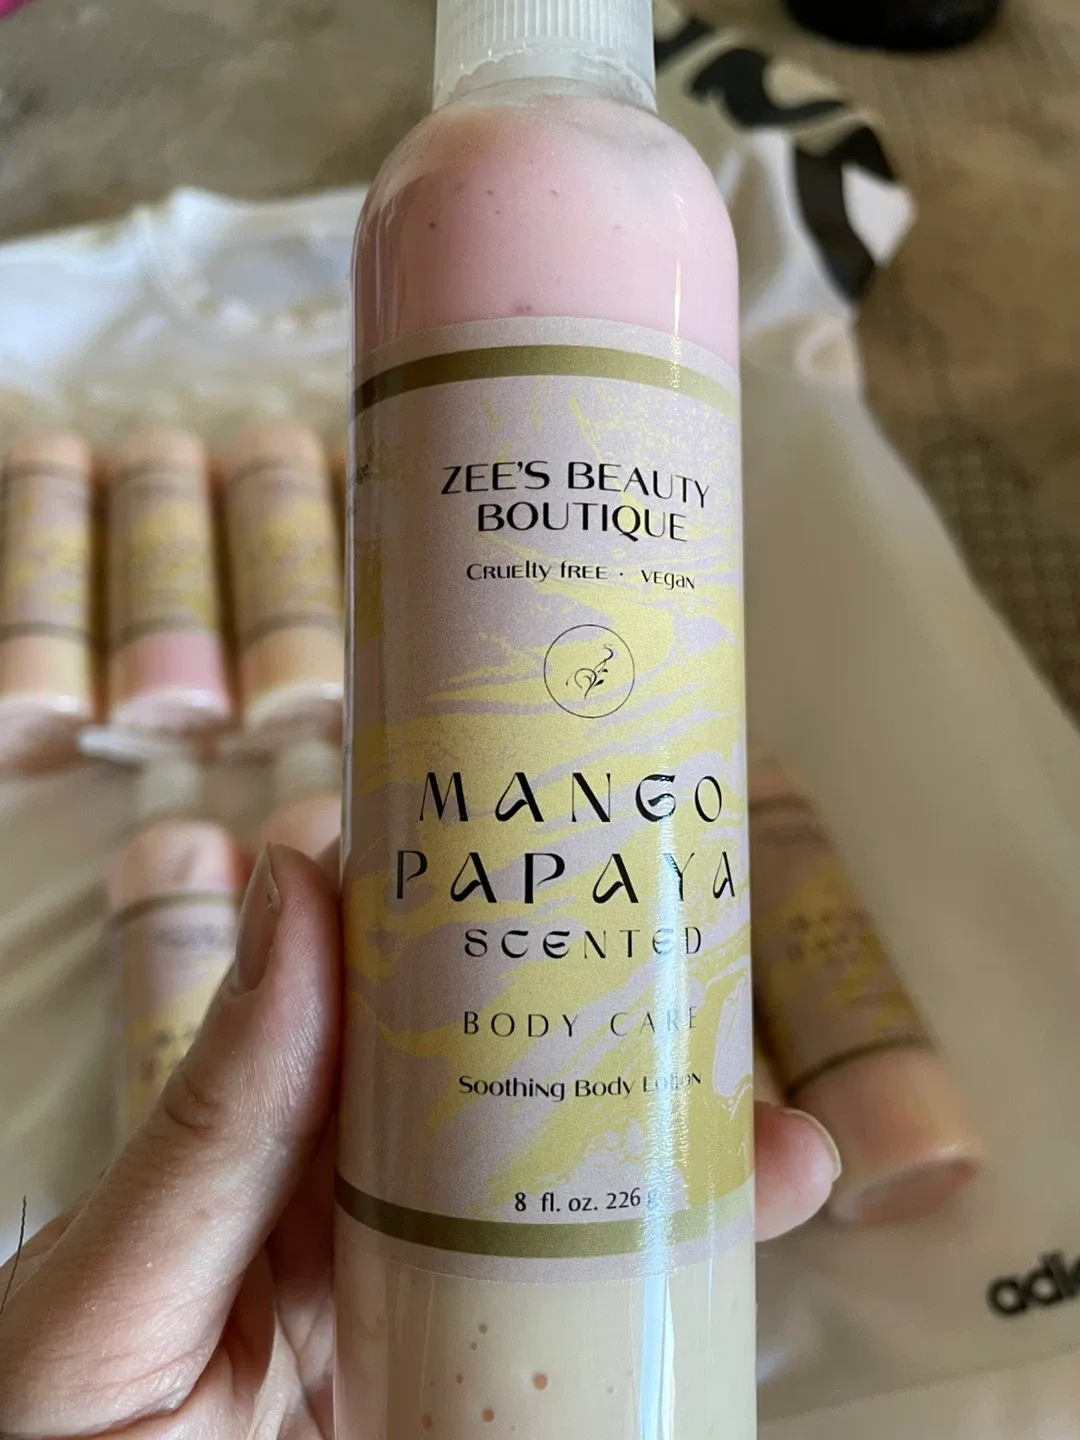 ZEE'S BEAUTY
BOUTIQUE
Cruelty free · vegan
MANGO
PAPAYA
SCENTED
BODY CARE
Soothing Body Lotion
8 fl. oz. 226 g